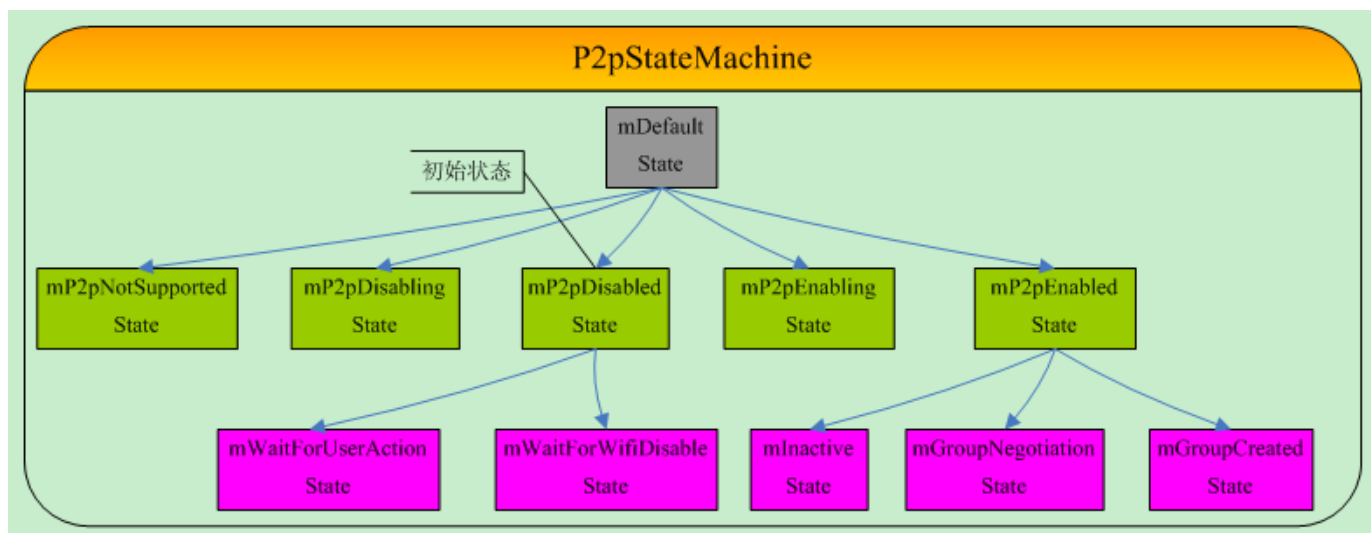 P2pStateMachine
mDefault
State
初始状态
mP2pNotSupported
State
mP2pDisabling
State
mP2pDisabled
State
mP2pEnabling
State
mP2pEnabled
State
mWaitForUserAction
State
mWaitForWifiDisable
State
mInactive
State
mGroupNegotiation
State
mGroupCreated
State